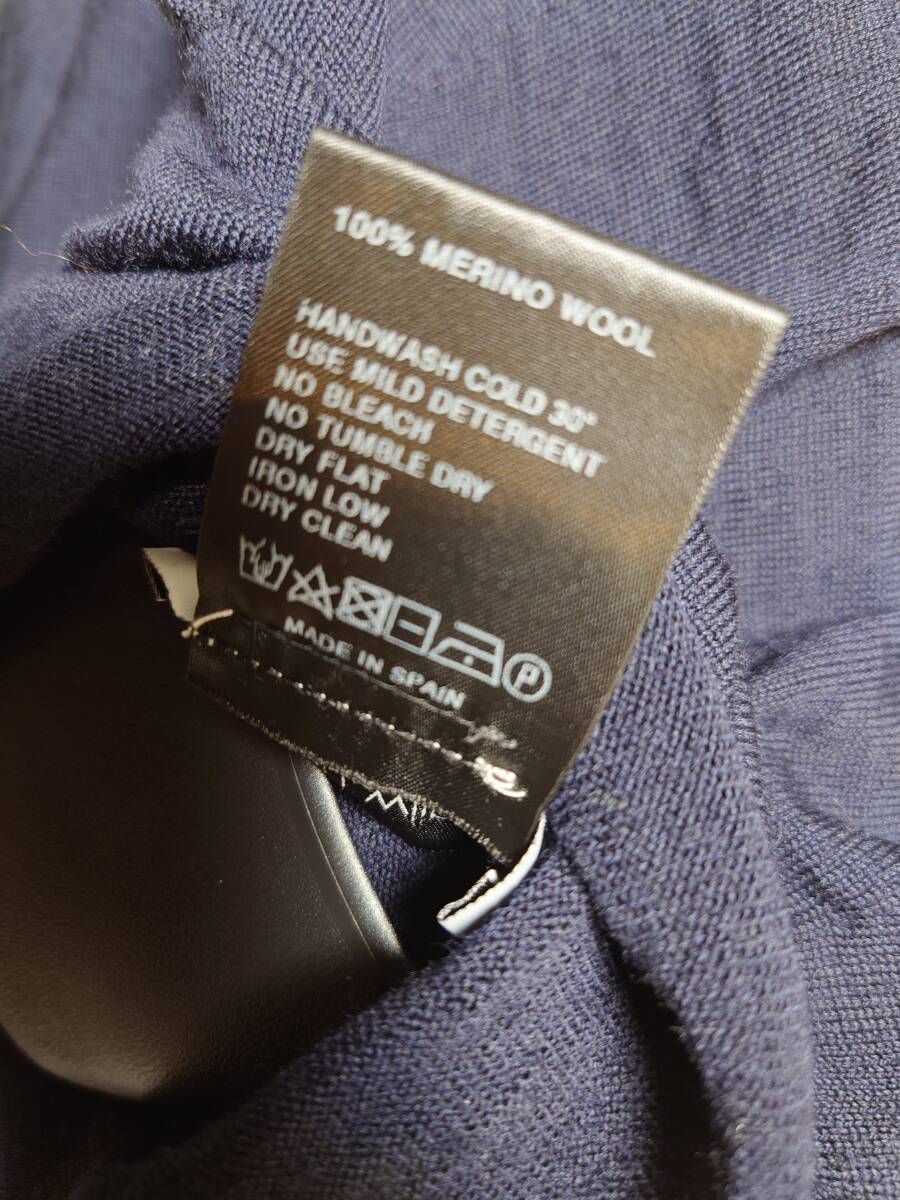 100% MERINO WOOL
HANDWASH COLD 30°
USE MILD DETERGENT
NO BLEACH
NO TUMBLE DRY
DRY FLAT
IRON LOW
DRY CLEAN
P
MADE IN SPAIN